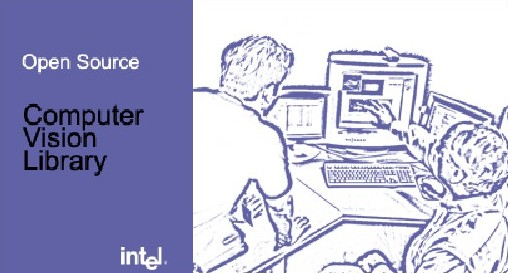 Open Source
Computer
Vision
Library
intel.